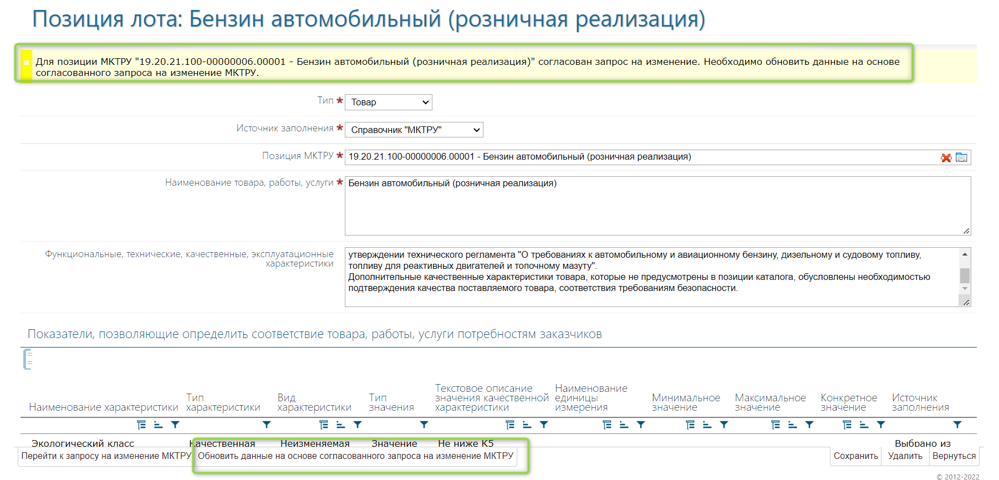 Позиция лота: Бензин автомобильный (розничная реализация)
Для позиции МКТРУ "19.20.21.100-00000006.00001 - Бензин автомобильный (розничная реализация)" согласован запрос на изменение. Необходимо обновить данные на основе
согласованного запроса на изменение МКТРУ.
Тип * Товар
Источник заполнения * Справочник "МКТРУ"
Позиция МКТРУ * 19.20.21.100-00000006.00001 - Бензин автомобильный (розничная реализация)
Наименование товара, работы, услуги * Бензин автомобильный (розничная реализация)
Функциональные, технические, качественные, эксплуатационные
характеристики
утверждении технического регламента "О требованиях к автомобильному и авиационному бензину, дизельному и судовому топливу,
топливу для реактивных двигателей и топочному мазуту".
Дополнительные качественные характеристики товара, которые не предусмотрены в позиции каталога, обусловлены необходимостью
подтверждения качества поставляемого товара, соответствия требованиям безопасности.
Показатели, позволяющие определить соответствие товара, работы, услуги потребностям заказчиков
Наименование характеристики
Тип
характеристики
Вид
характеристики
Тип
значения
Текстовое описание
значения качественной
характеристики
Наименование
единицы
измерения
Минимальное
значение
Максимальное
значение
Конкретное
значение
Источник
заполнения
Экологический класс Качественная Неизменяемая Значение Не ниже К5 Выбрано из
Перейти к запросу на изменение МКТРУ Обновить данные на основе согласованного запроса на изменение МКТРУ Сохранить Удалить Вернуться
© 2012-2022